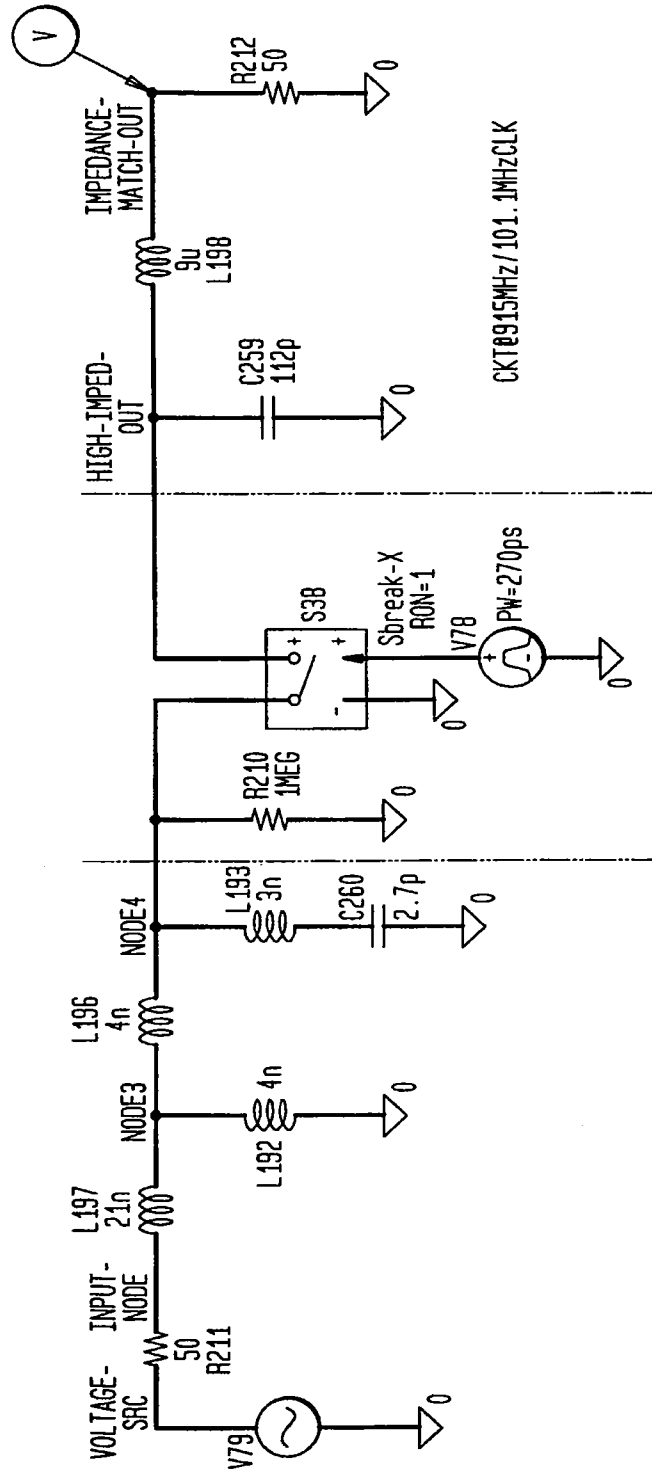 VOLTAGE-
SRC
V79
50
R211
INPUT-
NODE
L197
21n
NODE3
L192
4n
L196
4n
NODE4
L193
3n
C260
2.7p
R210
1MEG
S38
+
+
-
Sbreak-X
RON=1
V78
+
-
PW=270ps
HIGH-IMPED-
OUT
C259
112p
9u
L198
IMPEDANCE-
MATCH-OUT
V
R212
50
0
0
0
0
0
0
0
0
CKT@915MHz/101.1MHzCLK